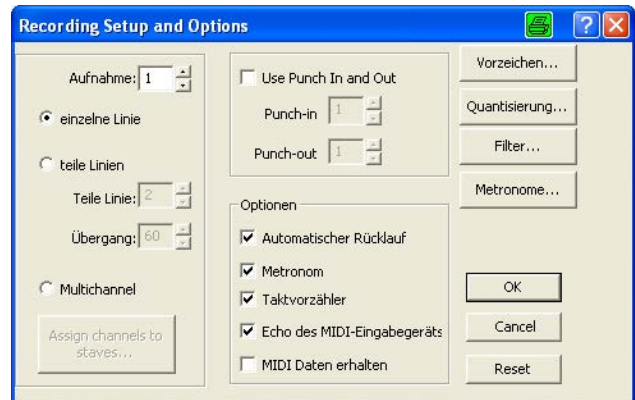 Recording Setup and Options
Aufnahme: 1
einzelne Linie
teile Linien
Teile Linie: 2
Übergang: 60
Multichannel
Assign channels to
staves...
Use Punch In and Out
Punch-in 1
Punch-out 1
Optionen
Automatischer Rücklauf
Metronom
Taktvorzähler
Echo des MIDI-Eingabegeräts
MIDI Daten erhalten
Vorzeichen...
Quantisierung...
Filter...
Metronome...
OK
Cancel
Reset